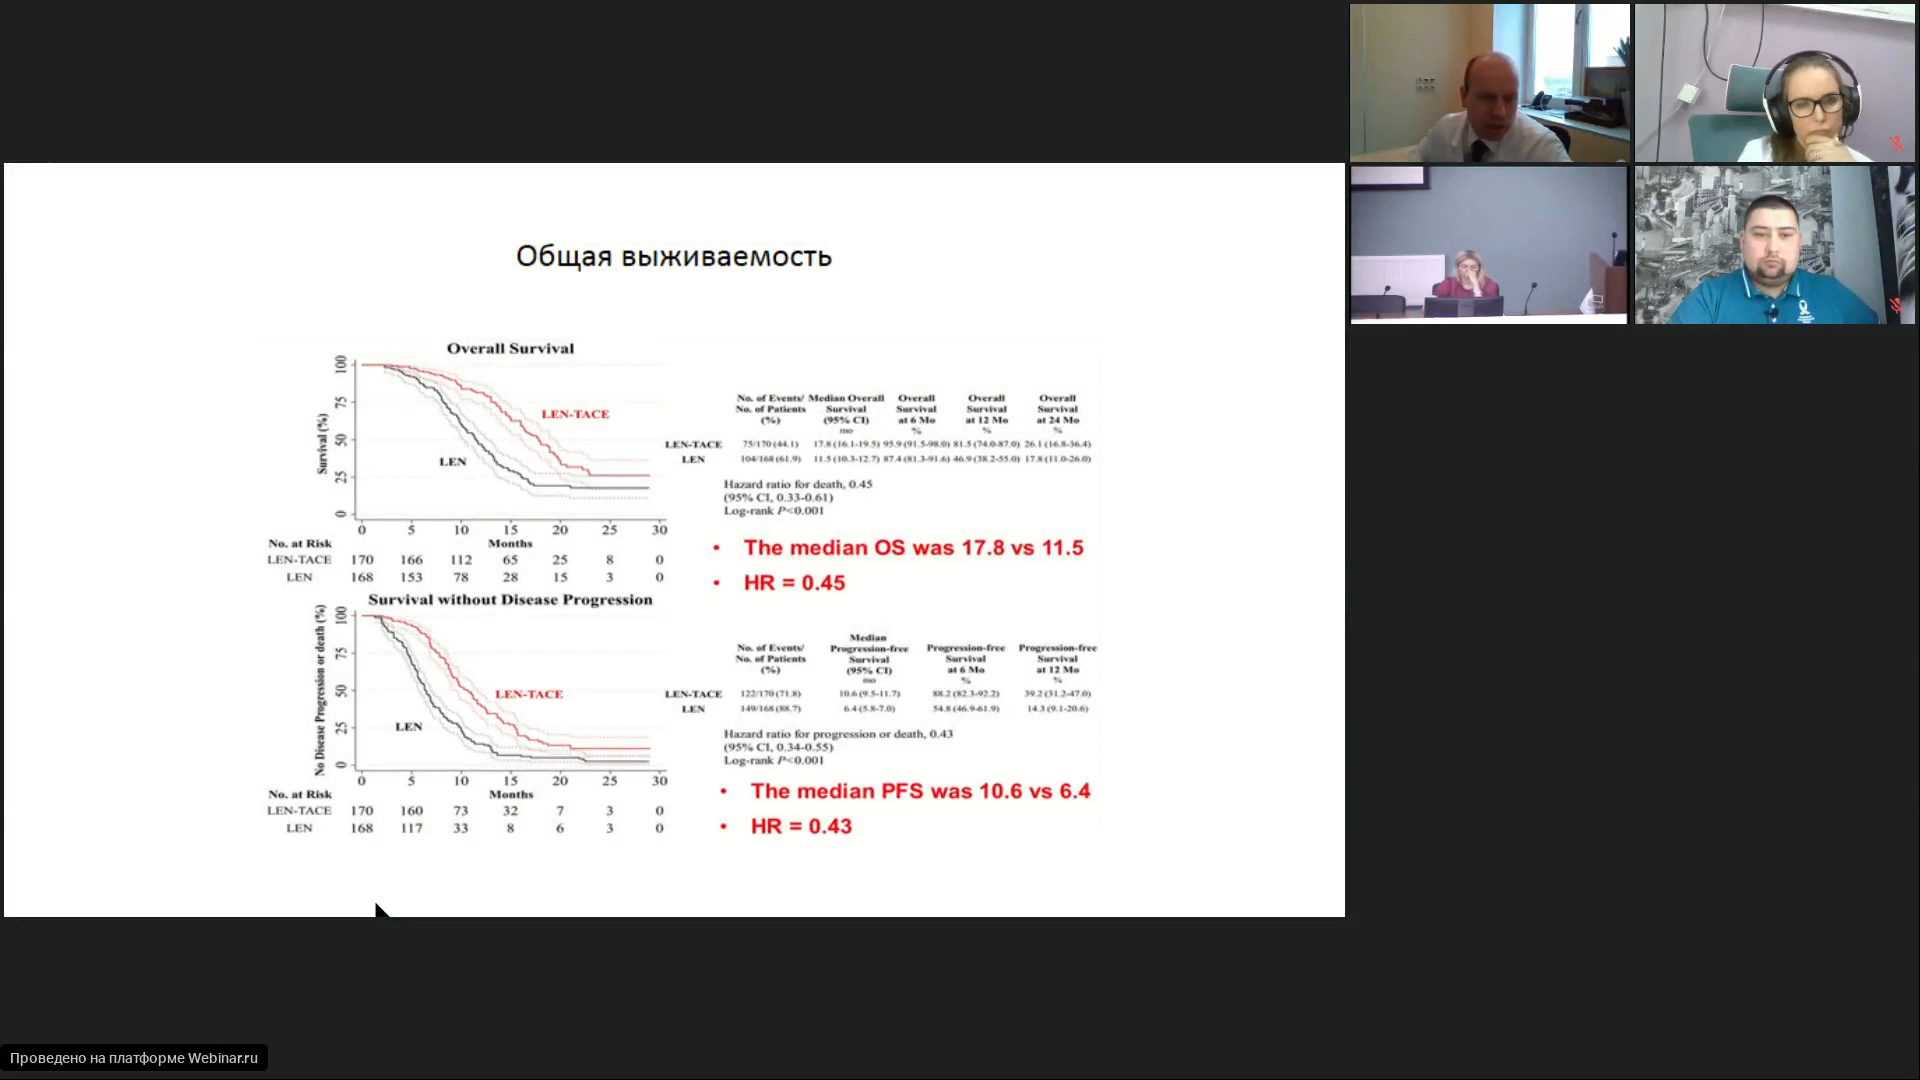 Общая выживаемость
Overall Survival
Survival (%)
100
75
50
25
0
LEN-TACE
LEN
0 5 10 15 20 25 30
Months
No. at Risk
LEN-TACE 170 166 112 65 25 8 0
LEN 168 153 78 28 15 3 0
No. of Events/ No. of Patients (%)
Median Overall Survival (95% CI) mo
Overall Survival at 6 Mo %
Overall Survival at 12 Mo %
Overall Survival at 24 Mo %
LEN-TACE 75/170 (44.1) 17.8 (16.1-19.5) 95.9 (91.5-98.0) 81.5 (74.0-87.0) 26.1 (16.8-36.4)
LEN 104/168 (61.9) 11.5 (10.3-12.7) 87.4 (81.3-91.6) 46.9 (38.2-55.0) 17.8 (11.0-26.0)
Hazard ratio for death, 0.45
(95% CI, 0.33-0.61)
Log-rank P<0.001
• The median OS was 17.8 vs 11.5
• HR = 0.45
Survival without Disease Progression
No Disease Progression or death (%)
100
75
50
25
0
LEN-TACE
LEN
0 5 10 15 20 25 30
Months
No. at Risk
LEN-TACE 170 160 73 32 7 3 0
LEN 168 117 33 8 6 3 0
No. of Events/ No. of Patients (%)
Median Progression-free Survival (95% CI) mo
Progression-free Survival at 6 Mo %
Progression-free Survival at 12 Mo %
LEN-TACE 122/170 (71.8) 10.6 (9.5-11.7) 88.2 (82.3-92.2) 39.2 (31.2-47.0)
LEN 149/168 (88.7) 6.4 (5.8-7.0) 54.8 (46.9-61.9) 14.3 (9.1-20.6)
Hazard ratio for progression or death, 0.43
(95% CI, 0.34-0.55)
Log-rank P<0.001
• The median PFS was 10.6 vs 6.4
• HR = 0.43
Проведено на платформе Webinar.ru